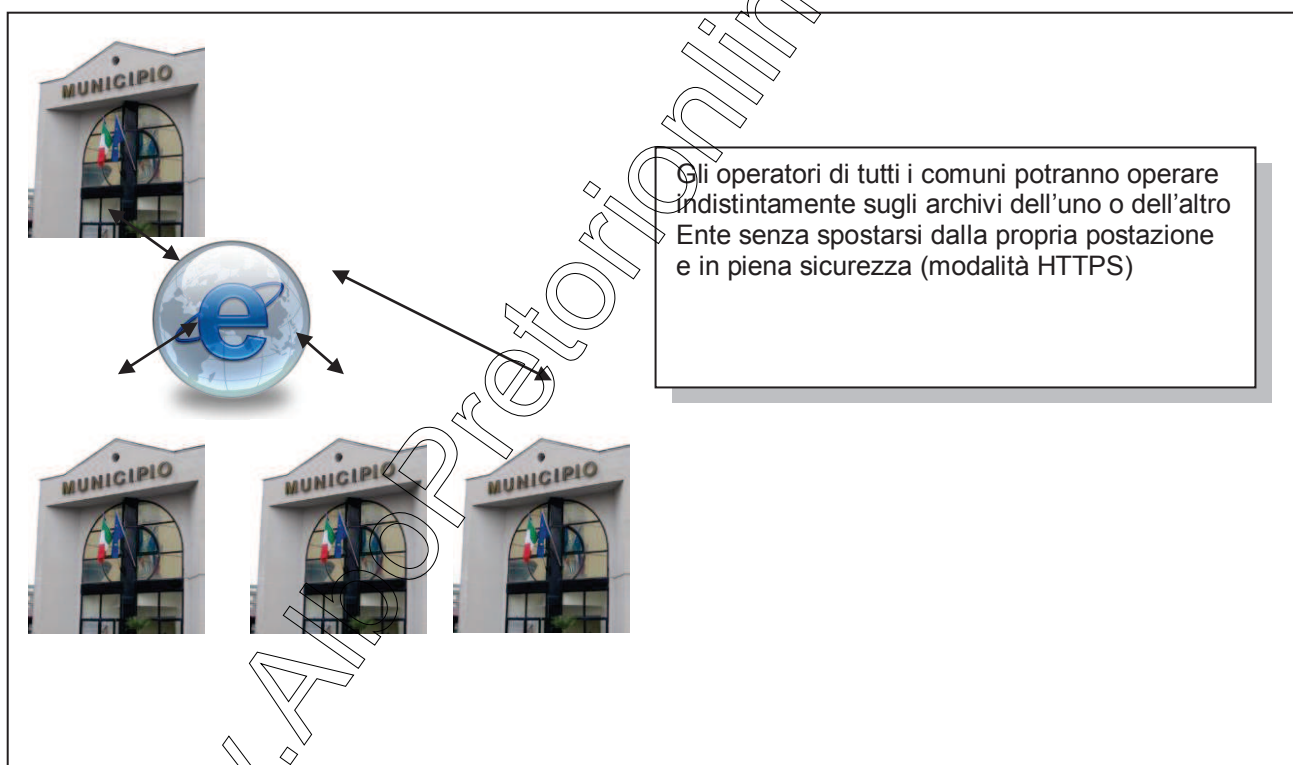 MUNICIPIO
Gli operatori di tutti i comuni potranno operare
indistintamente sugli archivi dell’uno o dell’altro
Ente senza spostarsi dalla propria postazione
e in piena sicurezza (modalità HTTPS)
e
MUNICIPIO
MUNICIPIO
MUNICIPIO
.AlboPretorionlin